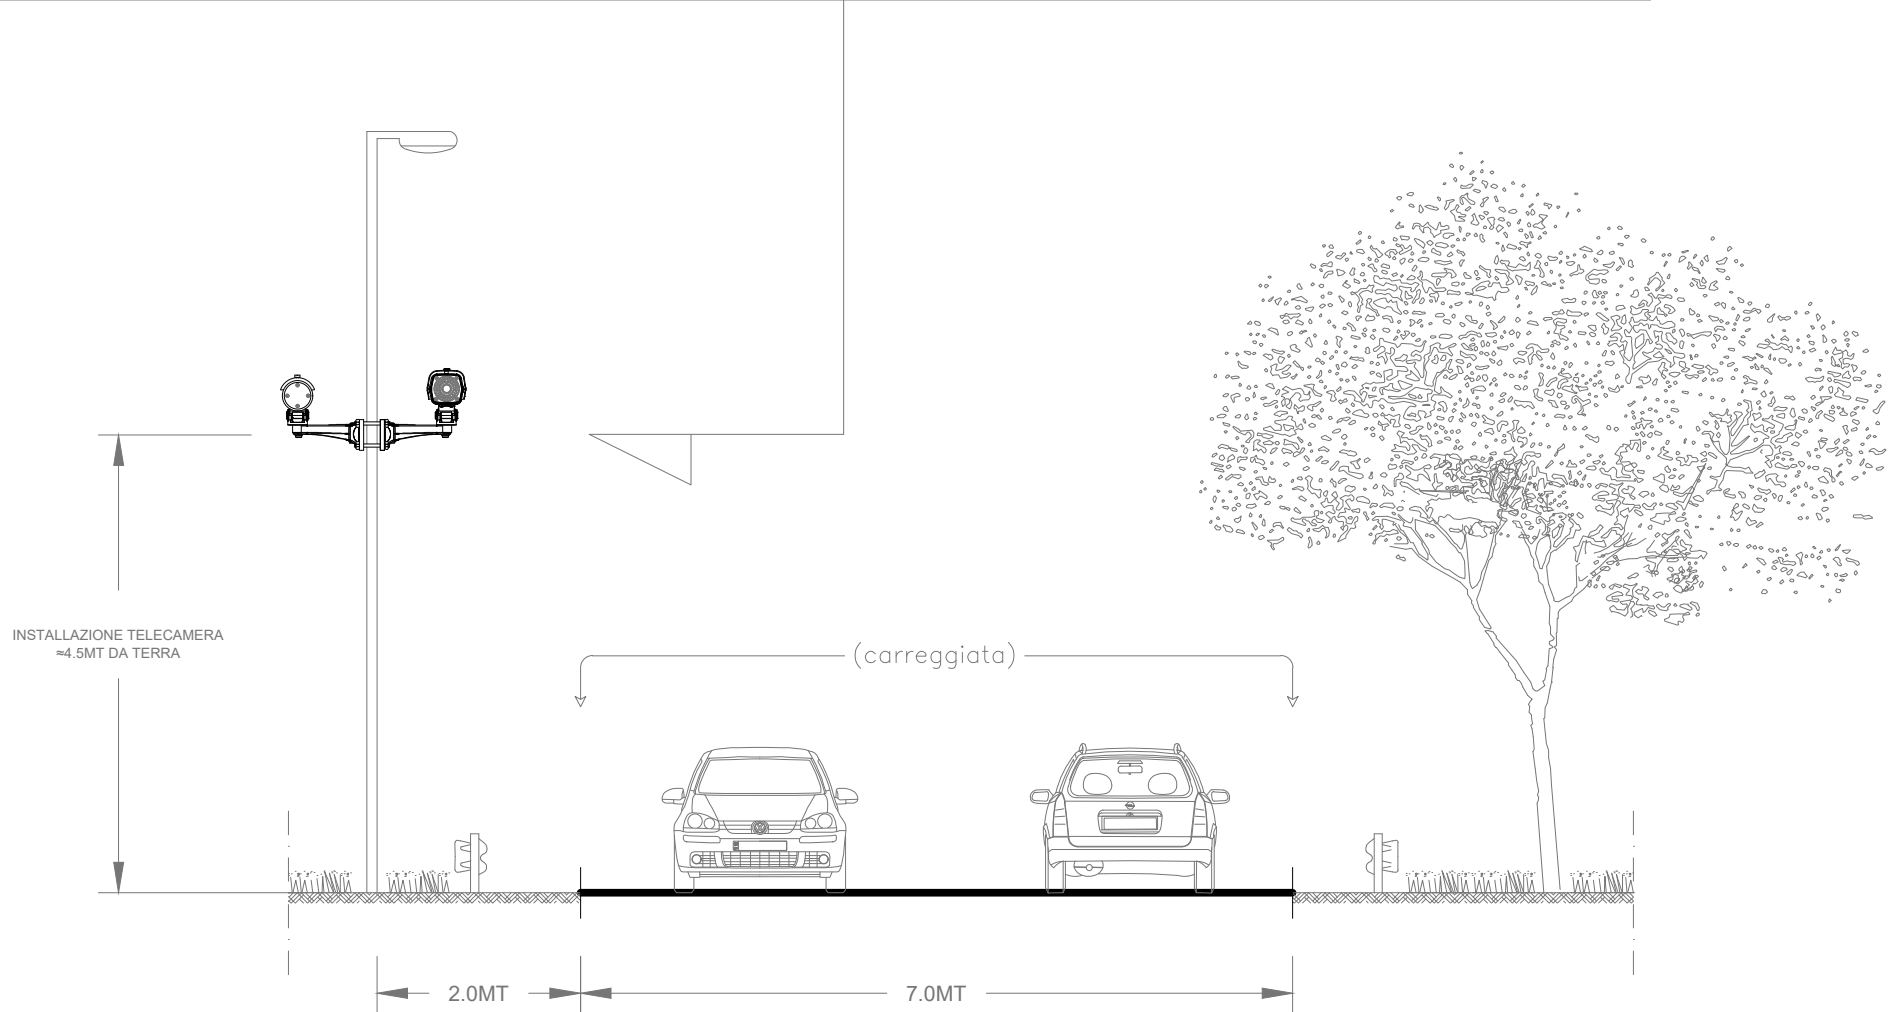 INSTALLAZIONE TELECAMERA
≈4.5MT DA TERRA
(carreggiata)
2.0MT
7.0MT